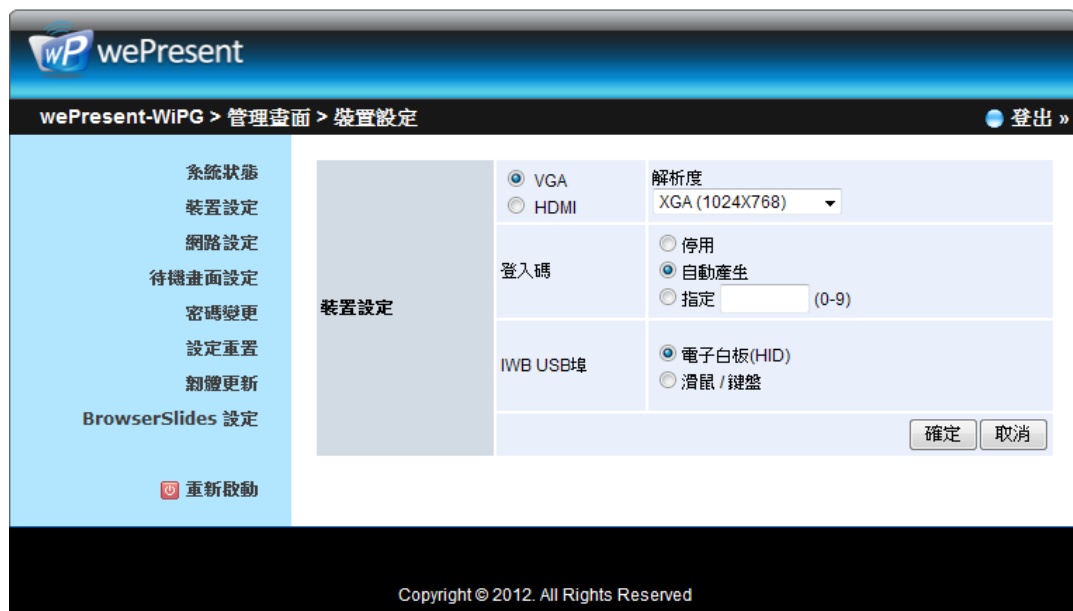 wP wePresent
wePresent-WiPG > 管理畫面 > 裝置設定
登出 »
系統狀態
裝置設定
網路設定
待機畫面設定
密碼變更
設定重置
韌體更新
BrowserSlides 設定
重新啟動
裝置設定
VGA
HDMI
解析度
XGA (1024X768)
登入碼
停用
自動產生
指定 (0-9)
IWB USB埠
電子白板(HID)
滑鼠 / 鍵盤
確定 取消
Copyright © 2012. All Rights Reserved